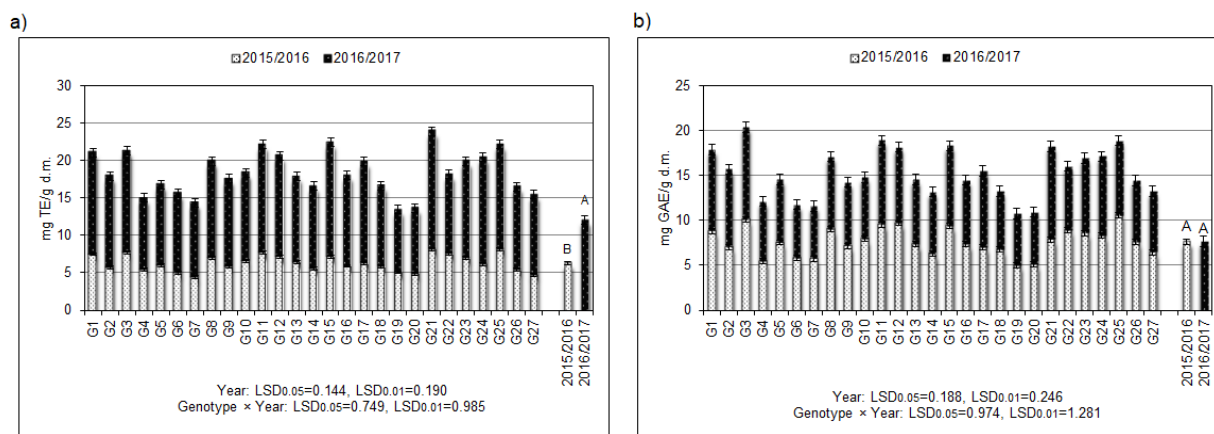 a)
2015/2016 2016/2017
mg TE/g d.m.
30
25
20
15
10
5
0
B
A
G1 G2 G3 G4 G5 G6 G7 G8 G9 G10 G11 G12 G13 G14 G15 G16 G17 G18 G19 G20 G21 G22 G23 G24 G25 G26 G27 2015/2016 2016/2017
Year: LSD0.05=0.144, LSD0.01=0.190
Genotype × Year: LSD0.05=0.749, LSD0.01=0.985
b)
2015/2016 2016/2017
mg GAE/g d.m.
25
20
15
10
5
0
A
A
G1 G2 G3 G4 G5 G6 G7 G8 G9 G10 G11 G12 G13 G14 G15 G16 G17 G18 G19 G20 G21 G22 G23 G24 G25 G26 G27 2015/2016 2016/2017
Year: LSD0.05=0.188, LSD0.01=0.246
Genotype × Year: LSD0.05=0.974, LSD0.01=1.281